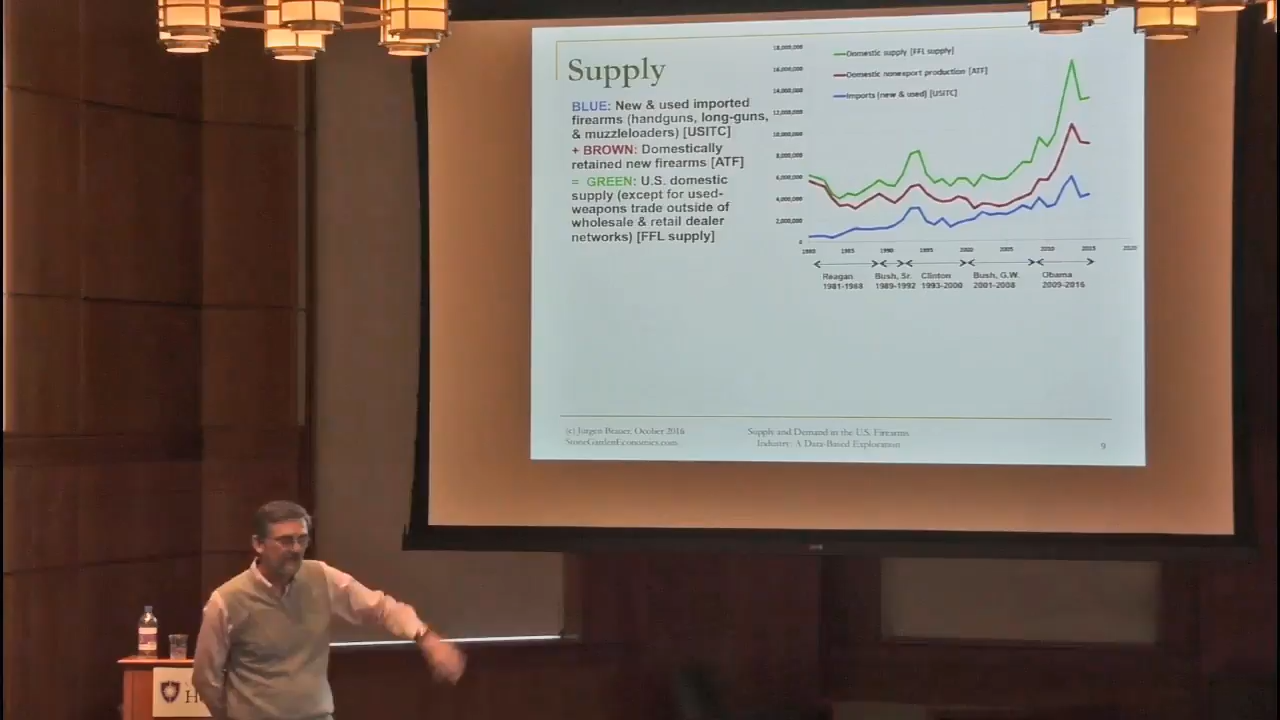 Supply
BLUE: New & used imported
firearms (handguns, long-guns,
& muzzleloaders) [USITC]
+ BROWN: Domestically
retained new firearms [ATF]
= GREEN: U.S. domestic
supply (except for used-
weapons trade outside of
wholesale & retail dealer
networks) [FFL supply]
18,000,000
16,000,000
14,000,000
12,000,000
10,000,000
8,000,000
6,000,000
4,000,000
2,000,000
0
Domestic supply [FFL supply]
Domestic nonexport production [ATF]
Imports (new & used) [USITC]
1980 1985 1990 1995 2000 2005 2010 2015 2020
Reagan Bush, Sr. Clinton Bush, G.W. Obama
1981-1988 1989-1992 1993-2000 2001-2008 2009-2016
(c) Jurgen Brauer, Ocober 2016
StoneGardenEconomics.com
Supply and Demand in the U.S. Firearms
Industry: A Data-Based Exploration
9